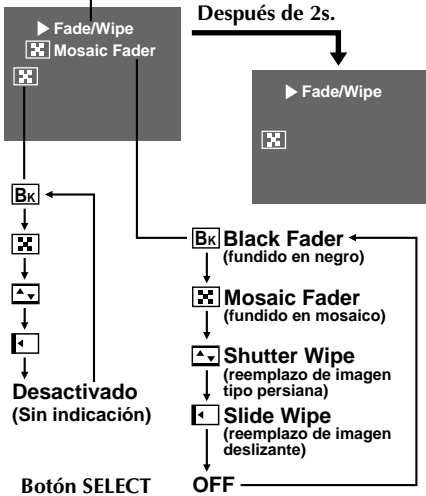 Después de 2s.
▶ Fade/Wipe
Mosaic Fader
▶ Fade/Wipe
BK
Desactivado
(Sin indicación)
BK Black Fader
(fundido en negro)
Mosaic Fader
(fundido en mosaico)
Shutter Wipe
(reemplazo de imagen
tipo persiana)
Slide Wipe
(reemplazo de imagen
deslizante)
OFF
Botón SELECT